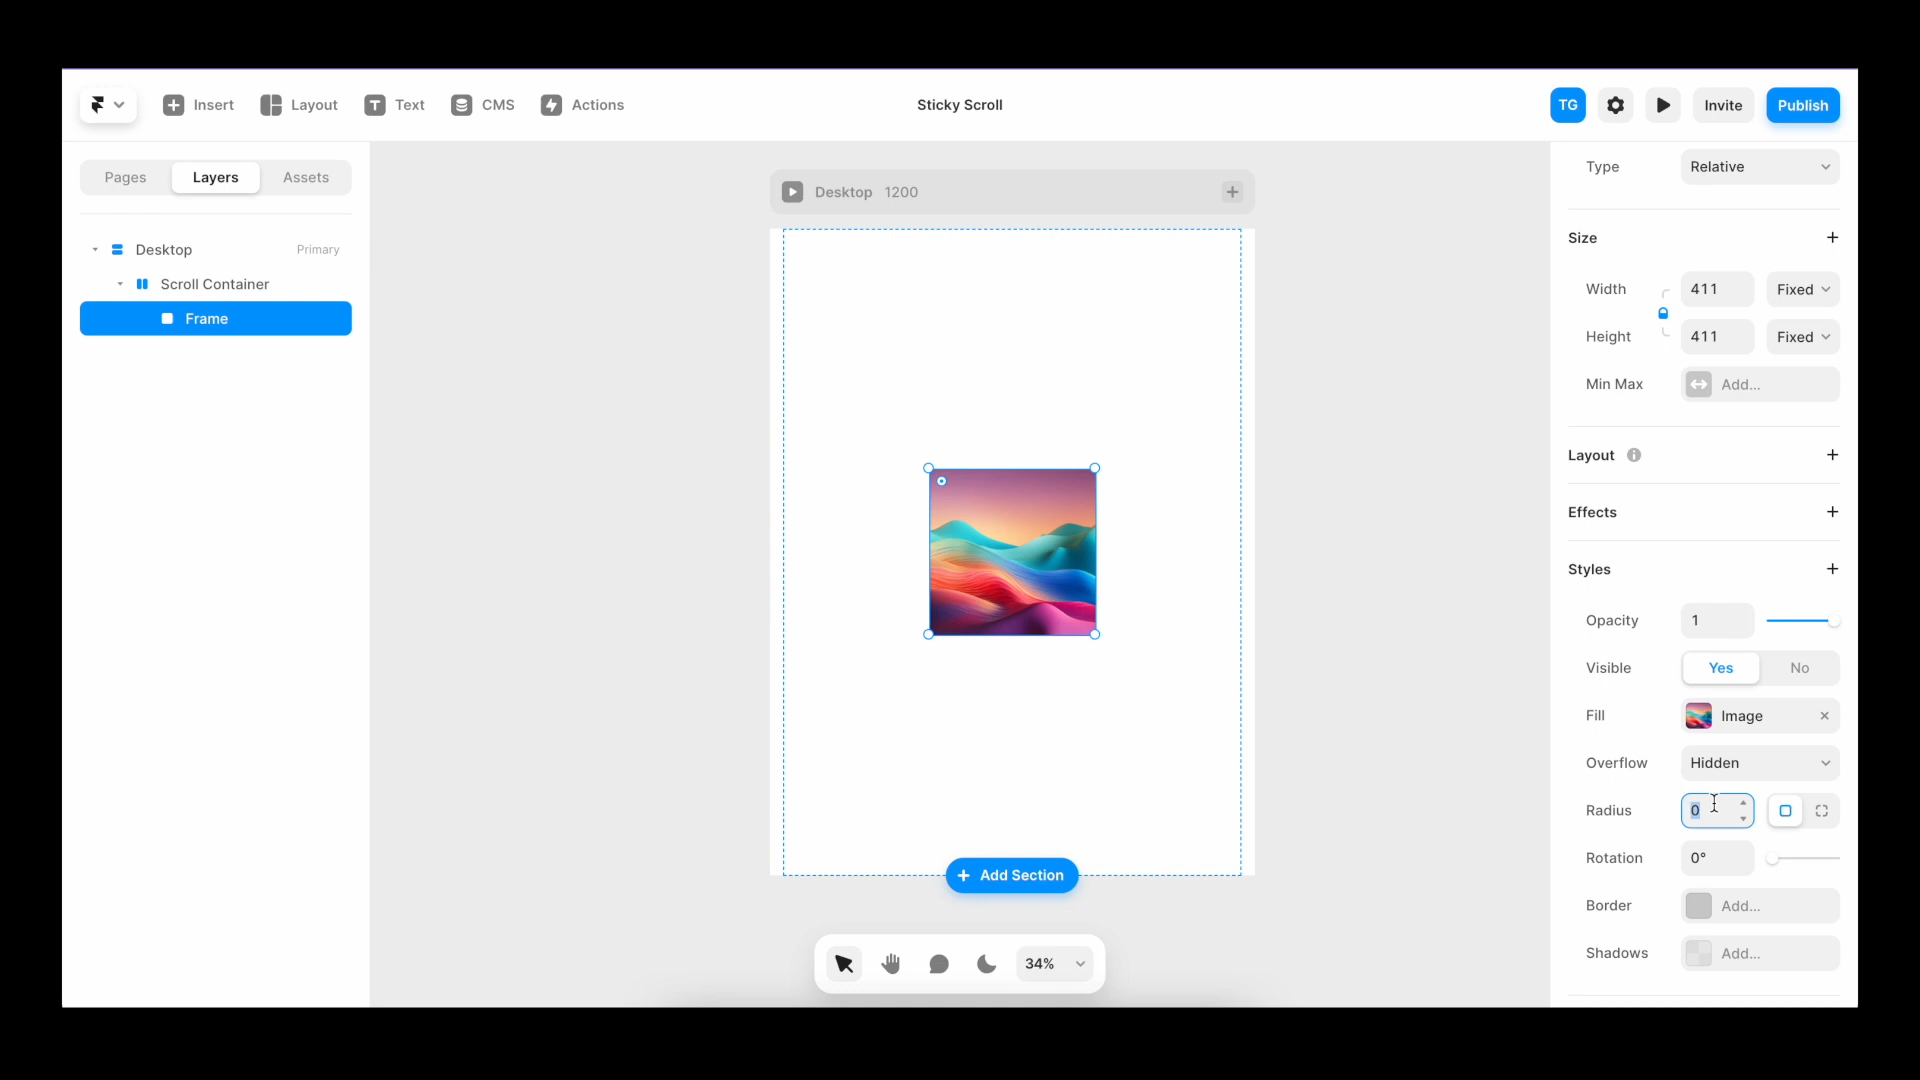 Insert Layout Text CMS Actions Sticky Scroll TG Invite Publish
Pages Layers Assets
Desktop Primary
Scroll Container
Frame
Desktop 1200
+ Add Section
34%
Type Relative
Size +
Width 411 Fixed
Height 411 Fixed
Min Max Add...
Layout +
Effects +
Styles +
Opacity 1
Visible Yes No
Fill Image ×
Overflow Hidden
Radius 0
Rotation 0°
Border Add...
Shadows Add...